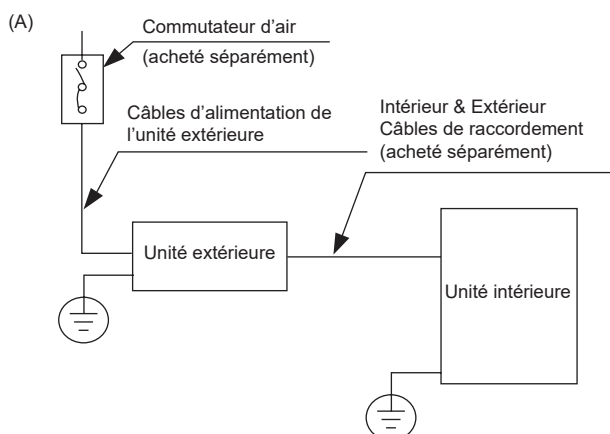 (A)
Commutateur d'air
(acheté séparément)
Câbles d'alimentation de
l'unité extérieure
Intérieur & Extérieur
Câbles de raccordement
(acheté séparément)
Unité extérieure
Unité intérieure